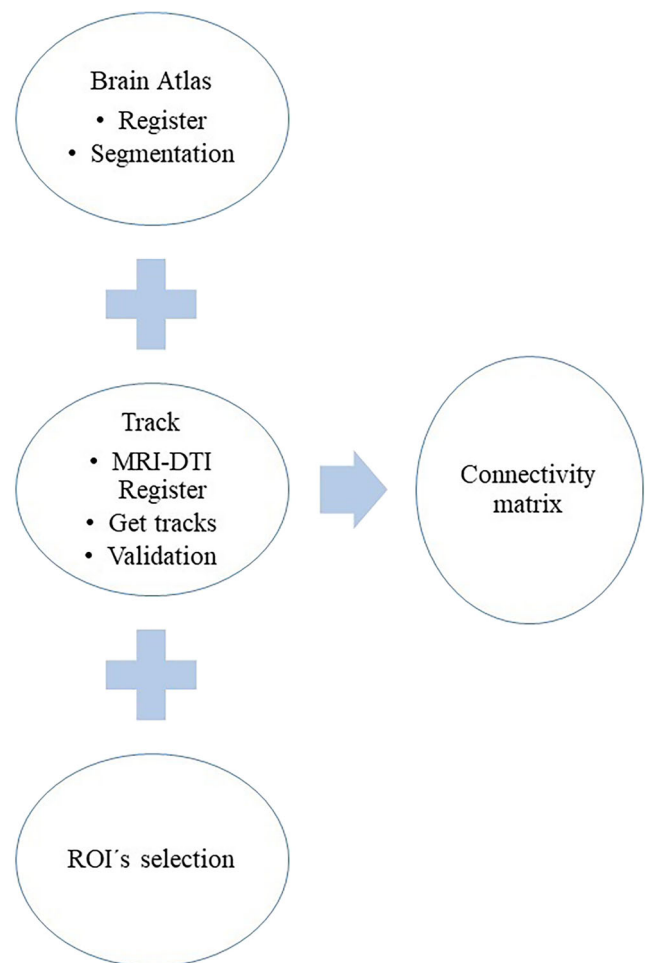 Brain Atlas
• Register
• Segmentation
Track
• MRI-DTI
Register
• Get tracks
• Validation
Connectivity
matrix
ROI´s selection